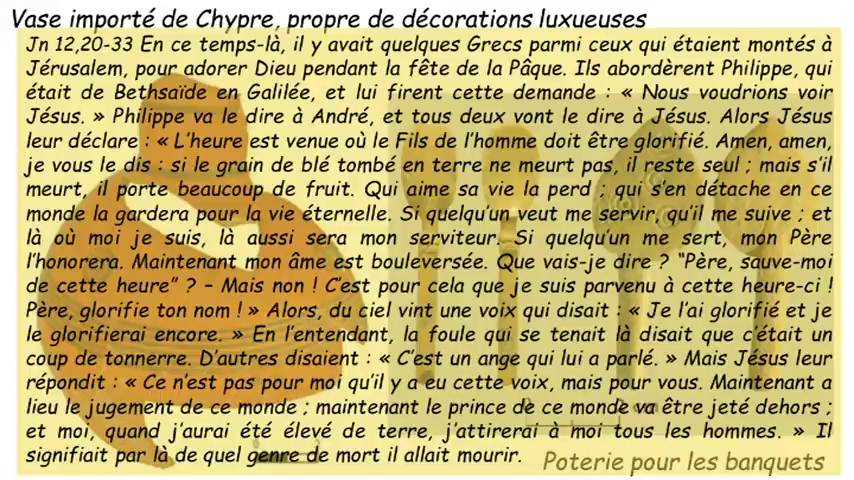 Vase importé de Chypre, propre de décorations luxueuses
Jn 12,20-33 En ce temps-là, il y avait quelques Grecs parmi ceux qui étaient montés à
Jérusalem, pour adorer Dieu pendant la fête de la Pâque. Ils abordèrent Philippe, qui
était de Bethsaïde en Galilée, et lui firent cette demande : « Nous voudrions voir
Jésus. » Philippe va le dire à André, et tous deux vont le dire à Jésus. Alors Jésus
leur déclare : « L’heure est venue où le Fils de l’homme doit être glorifié. Amen, amen,
je vous le dis : si le grain de blé tombé en terre ne meurt pas, il reste seul ; mais s’il
meurt, il porte beaucoup de fruit. Qui aime sa vie la perd ; qui s’en détache en ce
monde la gardera pour la vie éternelle. Si quelqu’un veut me servir, qu’il me suive ; et
là où moi je suis, là aussi sera mon serviteur. Si quelqu’un me sert, mon Père
l’honorera. Maintenant mon âme est bouleversée. Que vais-je dire ? "Père, sauve-moi
de cette heure" ? – Mais non ! C’est pour cela que je suis parvenu à cette heure-ci !
Père, glorifie ton nom ! » Alors, du ciel vint une voix qui disait : « Je l’ai glorifié et je
le glorifierai encore. » En l’entendant, la foule qui se tenait là disait que c’était un
coup de tonnerre. D’autres disaient : « C’est un ange qui lui a parlé. » Mais Jésus leur
répondit : « Ce n’est pas pour moi qu’il y a eu cette voix, mais pour vous. Maintenant a
lieu le jugement de ce monde ; maintenant le prince de ce monde va être jeté dehors ;
et moi, quand j’aurai été élevé de terre, j’attirerai à moi tous les hommes. » Il
signifiait par là de quel genre de mort il allait mourir.
Poterie pour les banquets